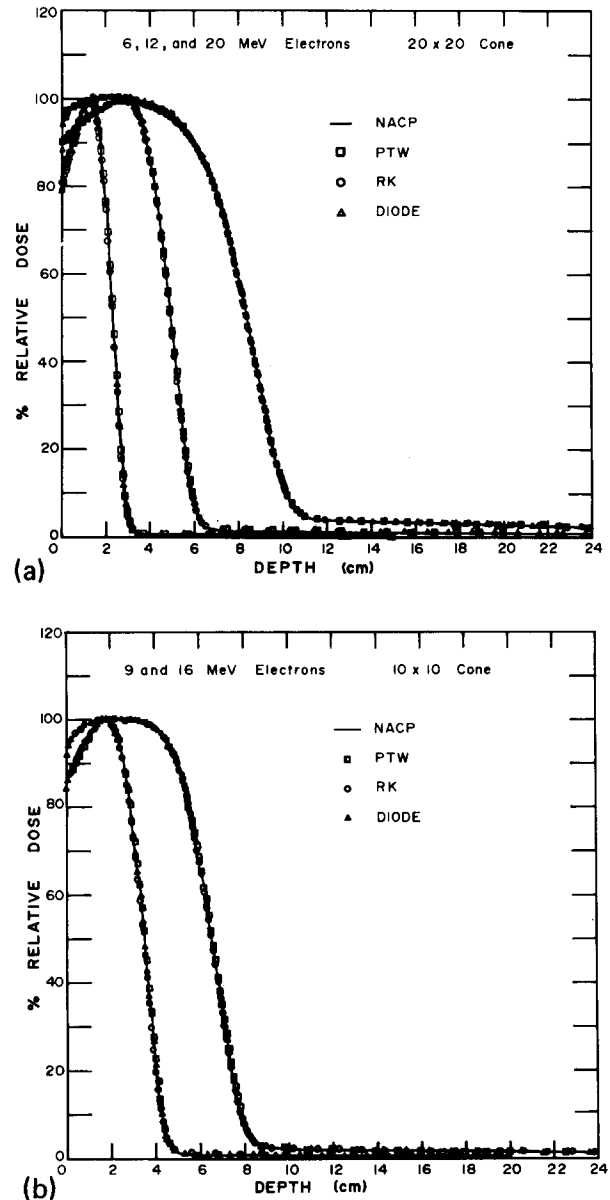 120
6, 12, and 20 MeV Electrons 20 x 20 Cone
100
NACP
PTW
80
RK
DIODE
60
% RELATIVE DOSE
40
20
0
0 2 4 6 8 10 12 14 16 18 20 22 24
(a)
DEPTH (cm)
120
9 and 16 MeV Electrons 10 x 10 Cone
100
NACP
PTW
RK
80
DIODE
60
% RELATIVE DOSE
40
20
0
0 2 4 6 8 10 12 14 16 18 20 22 24
(b)
DEPTH (cm)